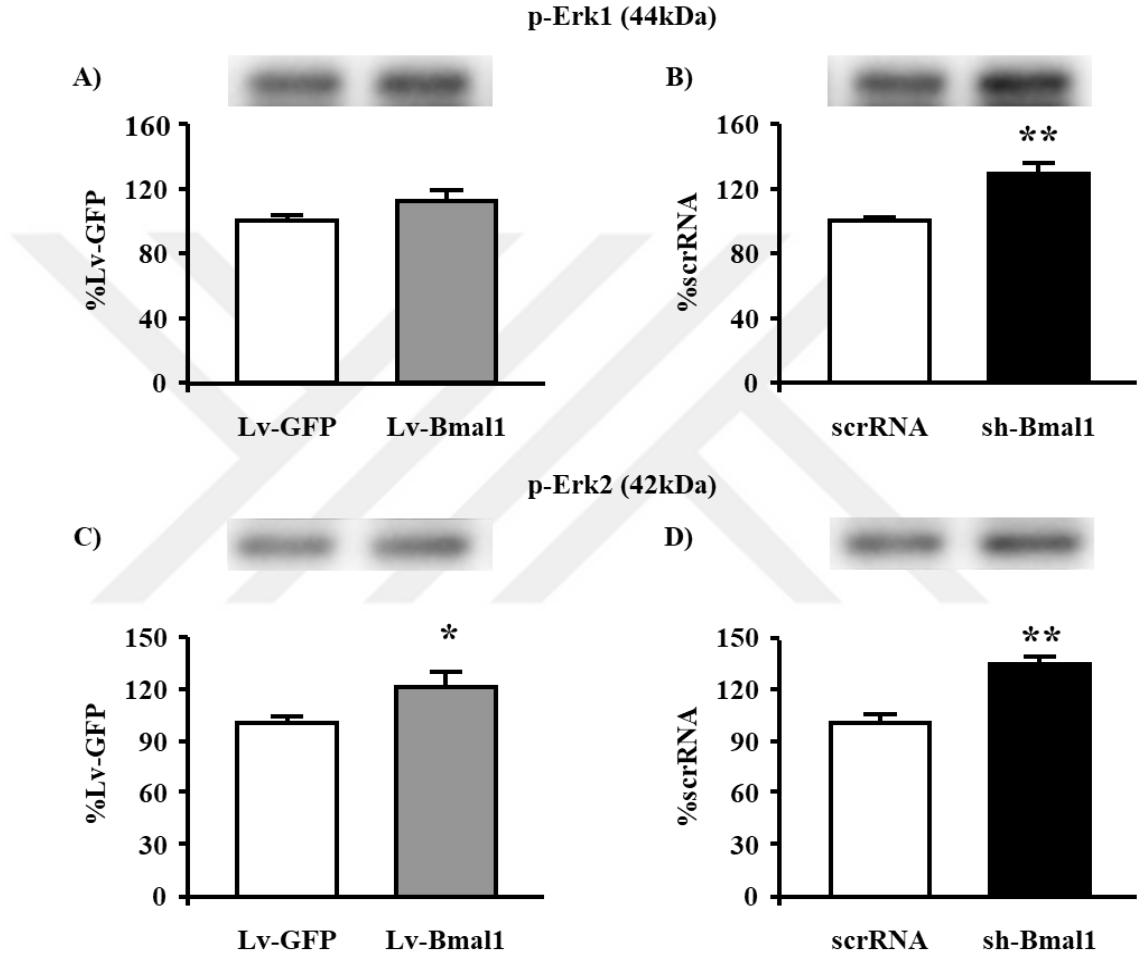 p-Erk1 (44kDa)
A)
160
120
80
40
0
%Lv-GFP
Lv-GFP Lv-Bmal1
B)
**
160
120
80
40
0
%scrRNA
scrRNA sh-Bmal1
p-Erk2 (42kDa)
C)
*
150
120
90
60
30
0
%Lv-GFP
Lv-GFP Lv-Bmal1
D)
**
150
120
90
60
30
0
%scrRNA
scrRNA sh-Bmal1